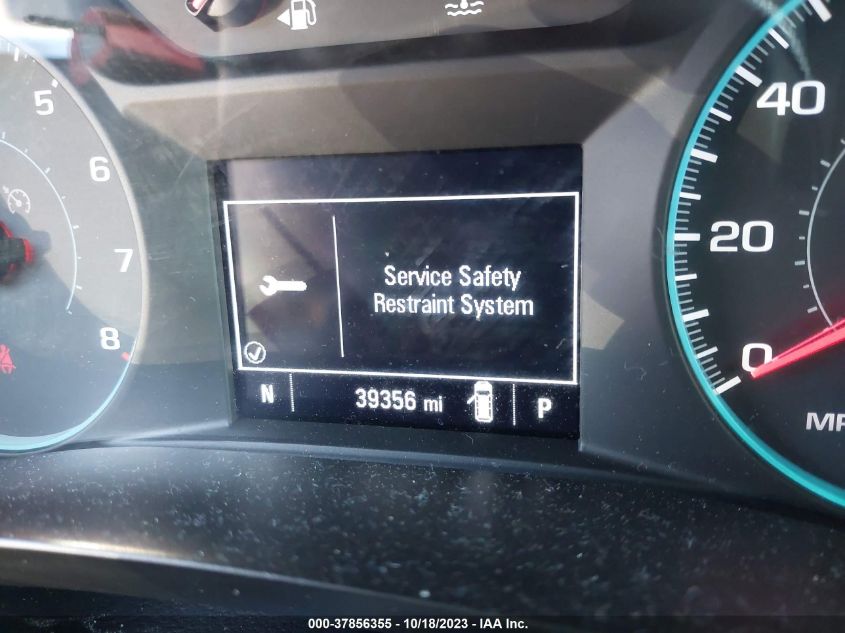 5
6
7
8
40
20
0
Service Safety
Restraint System
N
39356 mi
P
000-37856355 / 10/18/2023 - IAA Inc.